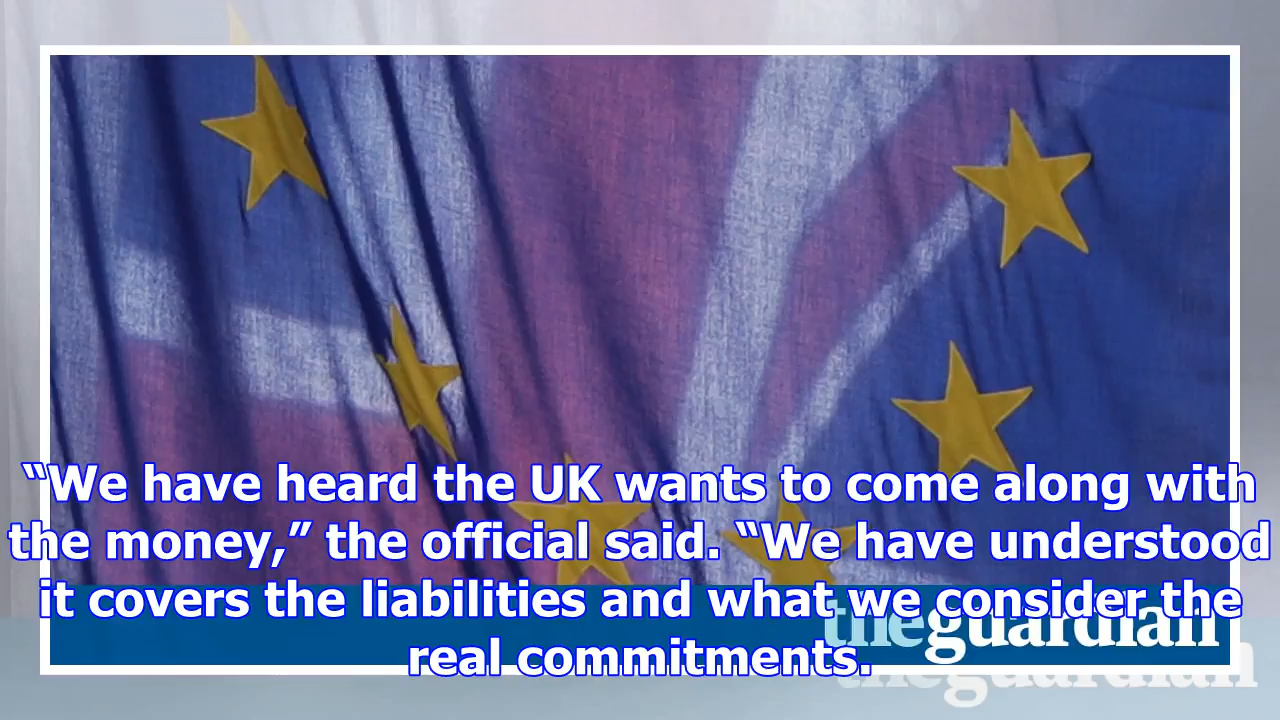 “We have heard the UK wants to come along with
the money,” the official said. “We have understood
it covers the liabilities and what we consider the
real commitments.
theguardian
theguardian